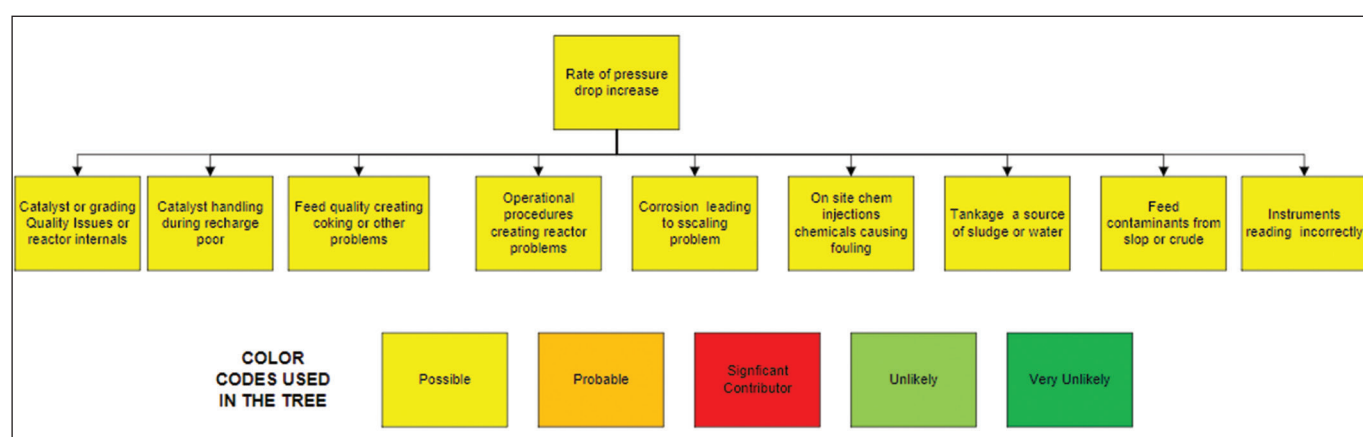 Rate of pressure
drop increase
Catalyst or grading
Quality Issues or
reactor internals
Catalyst handling
during recharge
poor
Feed quality creating
coking or other
problems
Operational
procedures
creating reactor
problems
Corrosion leading
to sscaling
problem
On site chem
injections
chemicals causing
fouling
Tankage a source
of sludge or water
Feed
contaminants from
slop or crude
Instruments
reading incorrectly
COLOR
CODES USED
IN THE TREE
Possible
Probable
Signficant
Contributor
Unlikely
Very Unlikely